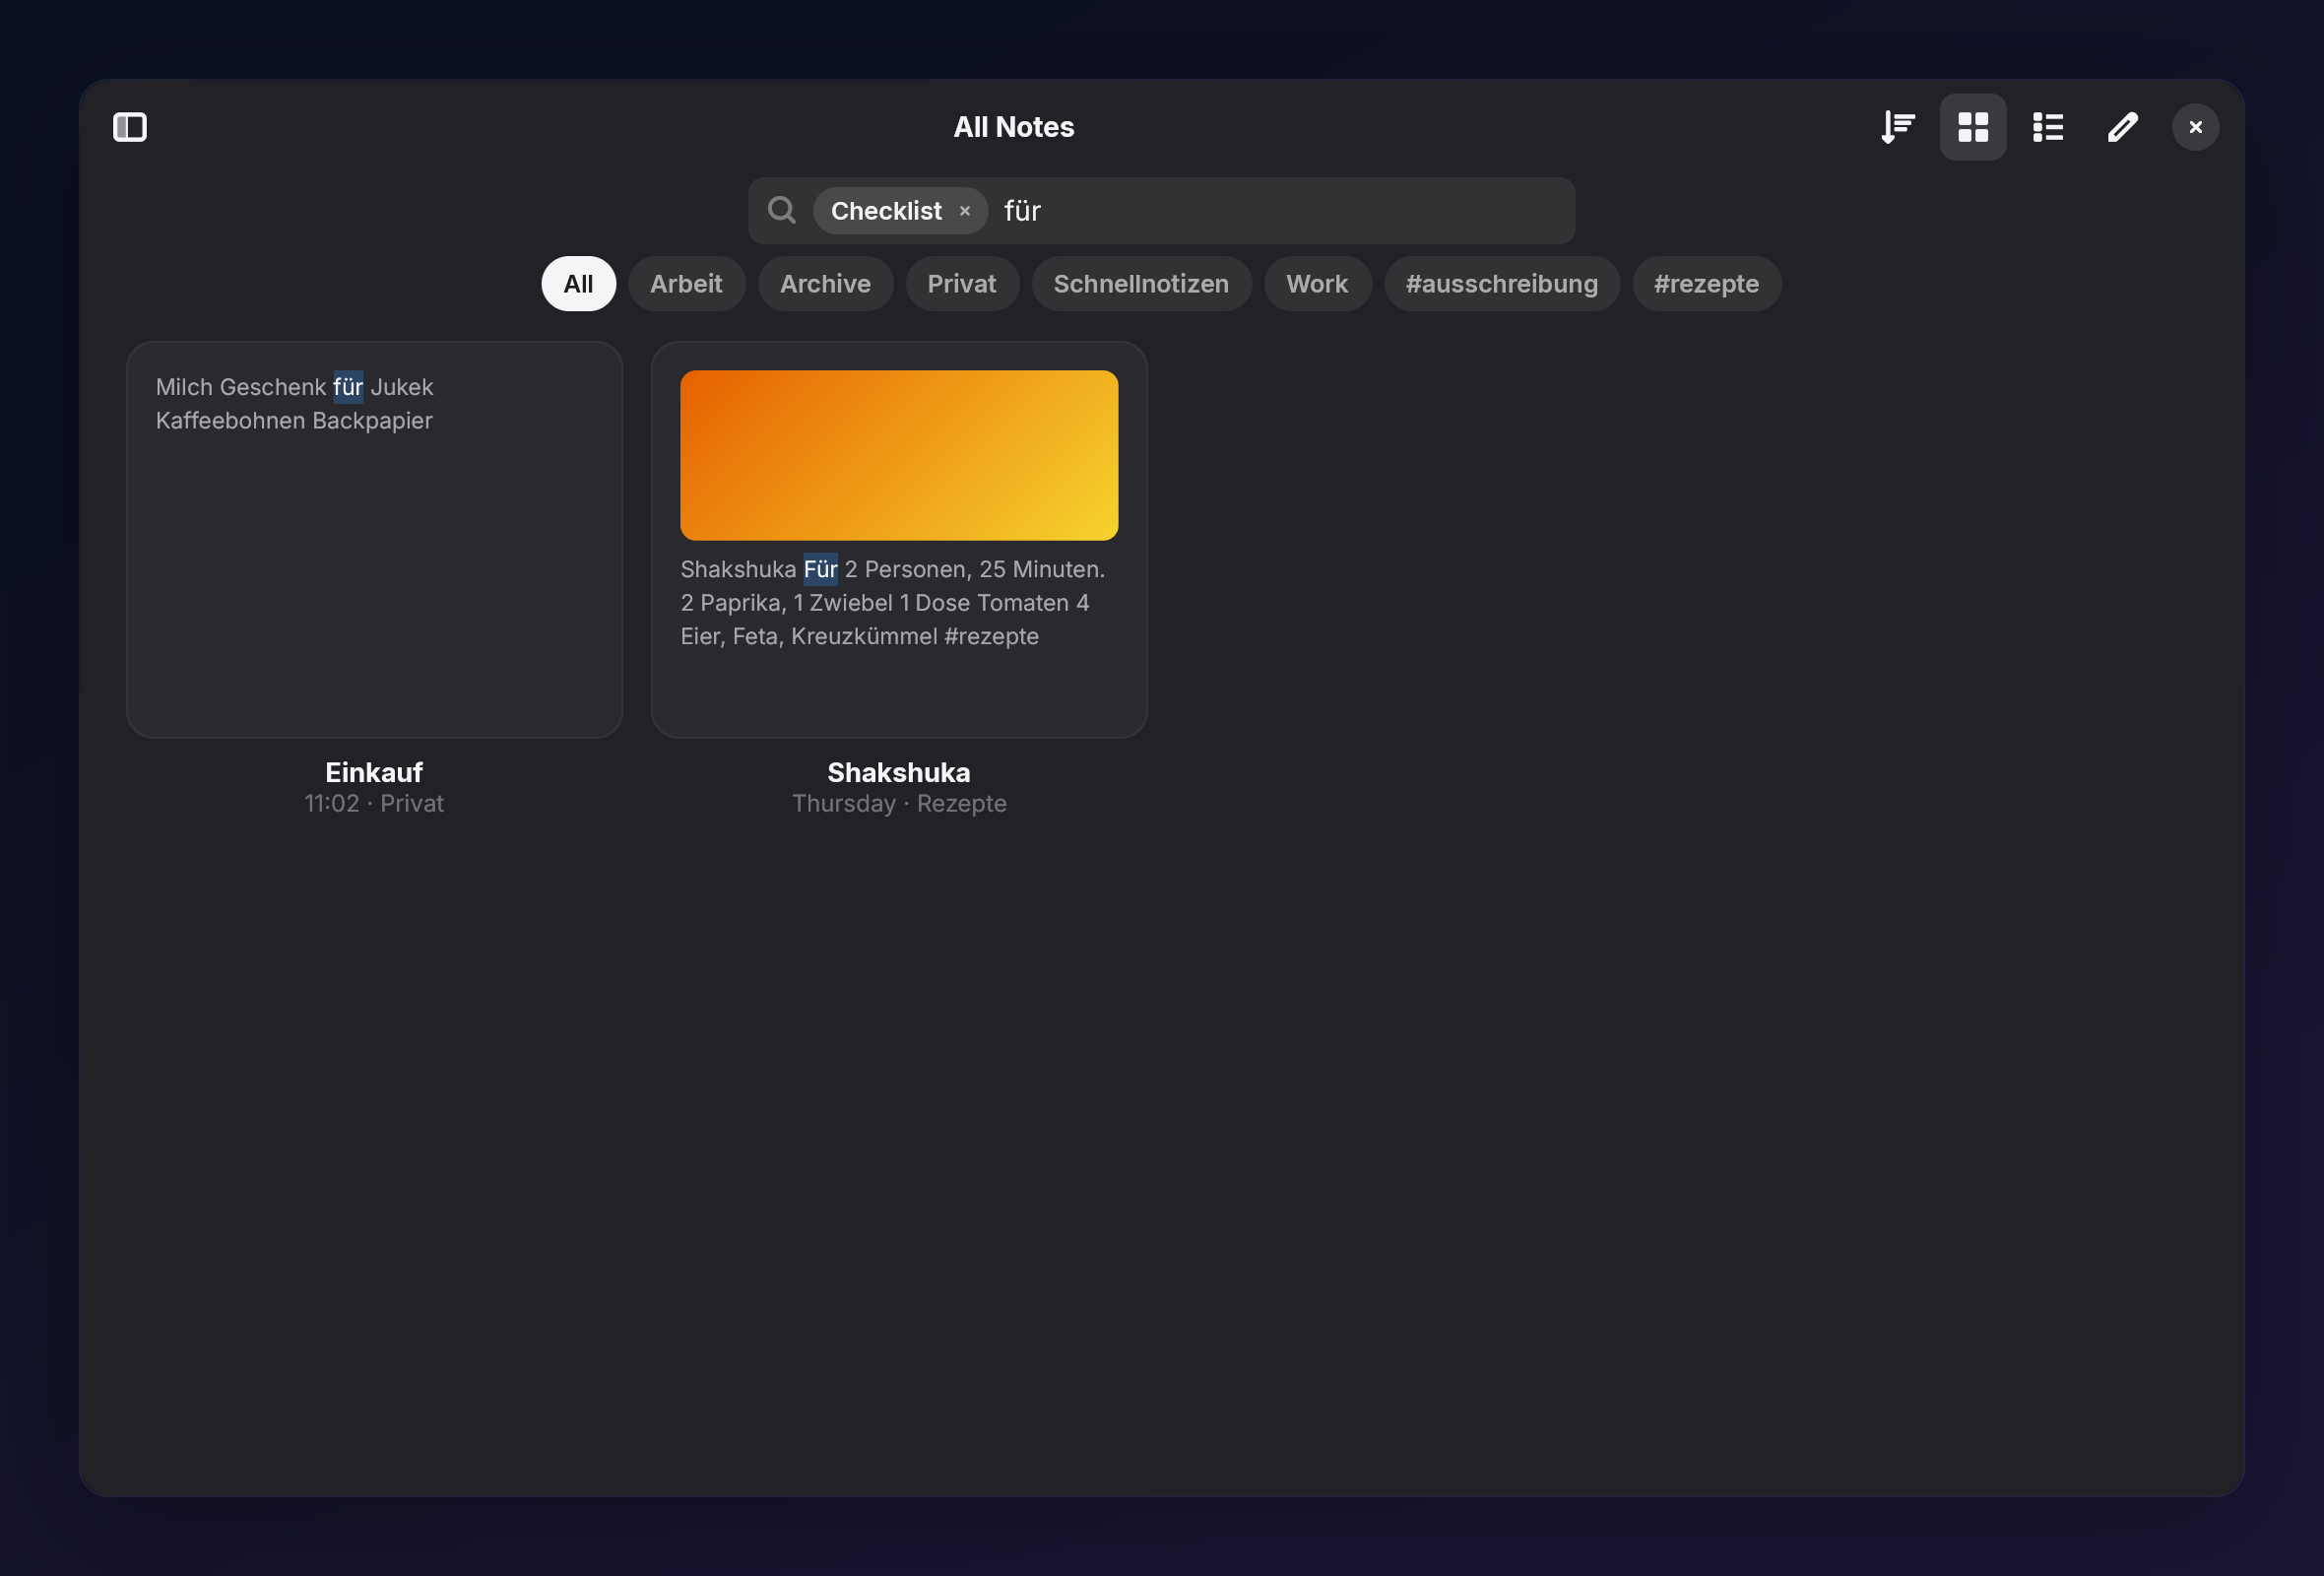 All Notes
Checklist × für
All Arbeit Archive Privat Schnellnotizen Work #ausschreibung #rezepte
Milch Geschenk für Jukek
Kaffeebohnen Backpapier
Einkauf
11:02 · Privat
Shakshuka Für 2 Personen, 25 Minuten.
2 Paprika, 1 Zwiebel 1 Dose Tomaten 4
Eier, Feta, Kreuzkümmel #rezepte
Shakshuka
Thursday · Rezepte